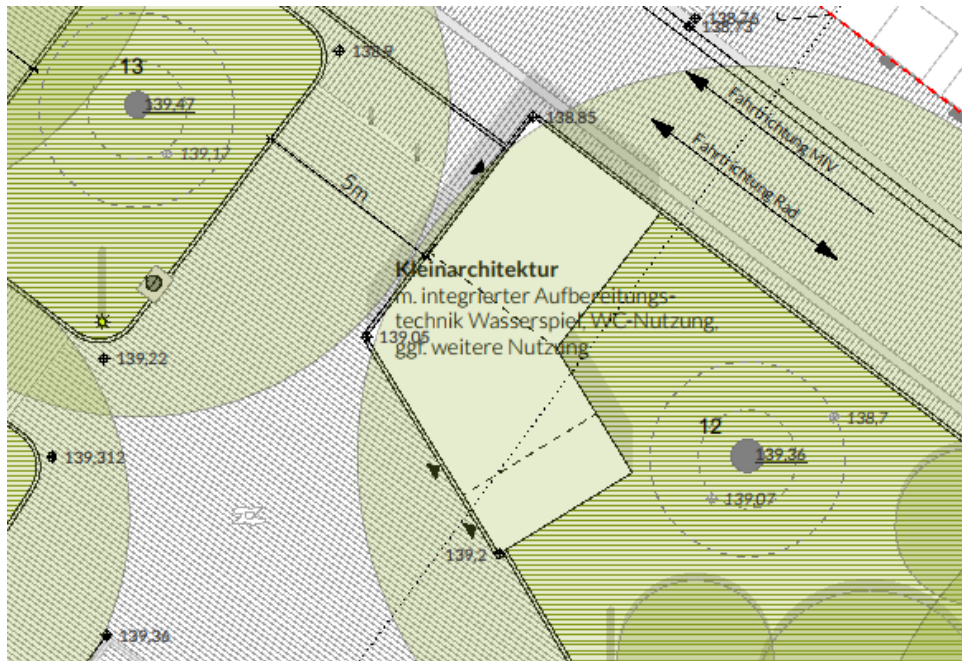 138,76
138,73
138,9
13
139,47
139,17
138,85
Fahrtrichtung MIV
Fahrtrichtung Rad
5m
Kleinarchitektur
m. integrierter Aufbereitungs-
technik Wasserspiel, WC-Nutzung,
ggf. weitere Nutzung
139,05
139,22
138,7
12
139,36
139,312
139,07
139,2
139,36